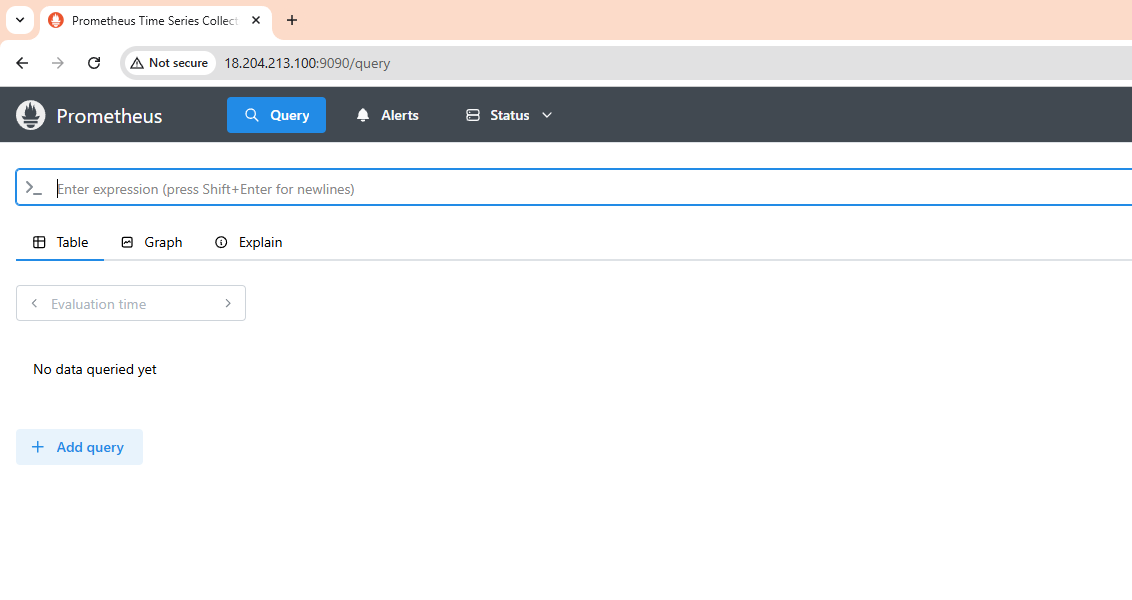 Prometheus Time Series Collect
Not secure 18.204.213.100:9090/query
Prometheus Query Alerts Status
Enter expression (press Shift+Enter for newlines)
Table Graph Explain
Evaluation time
No data queried yet
Add query